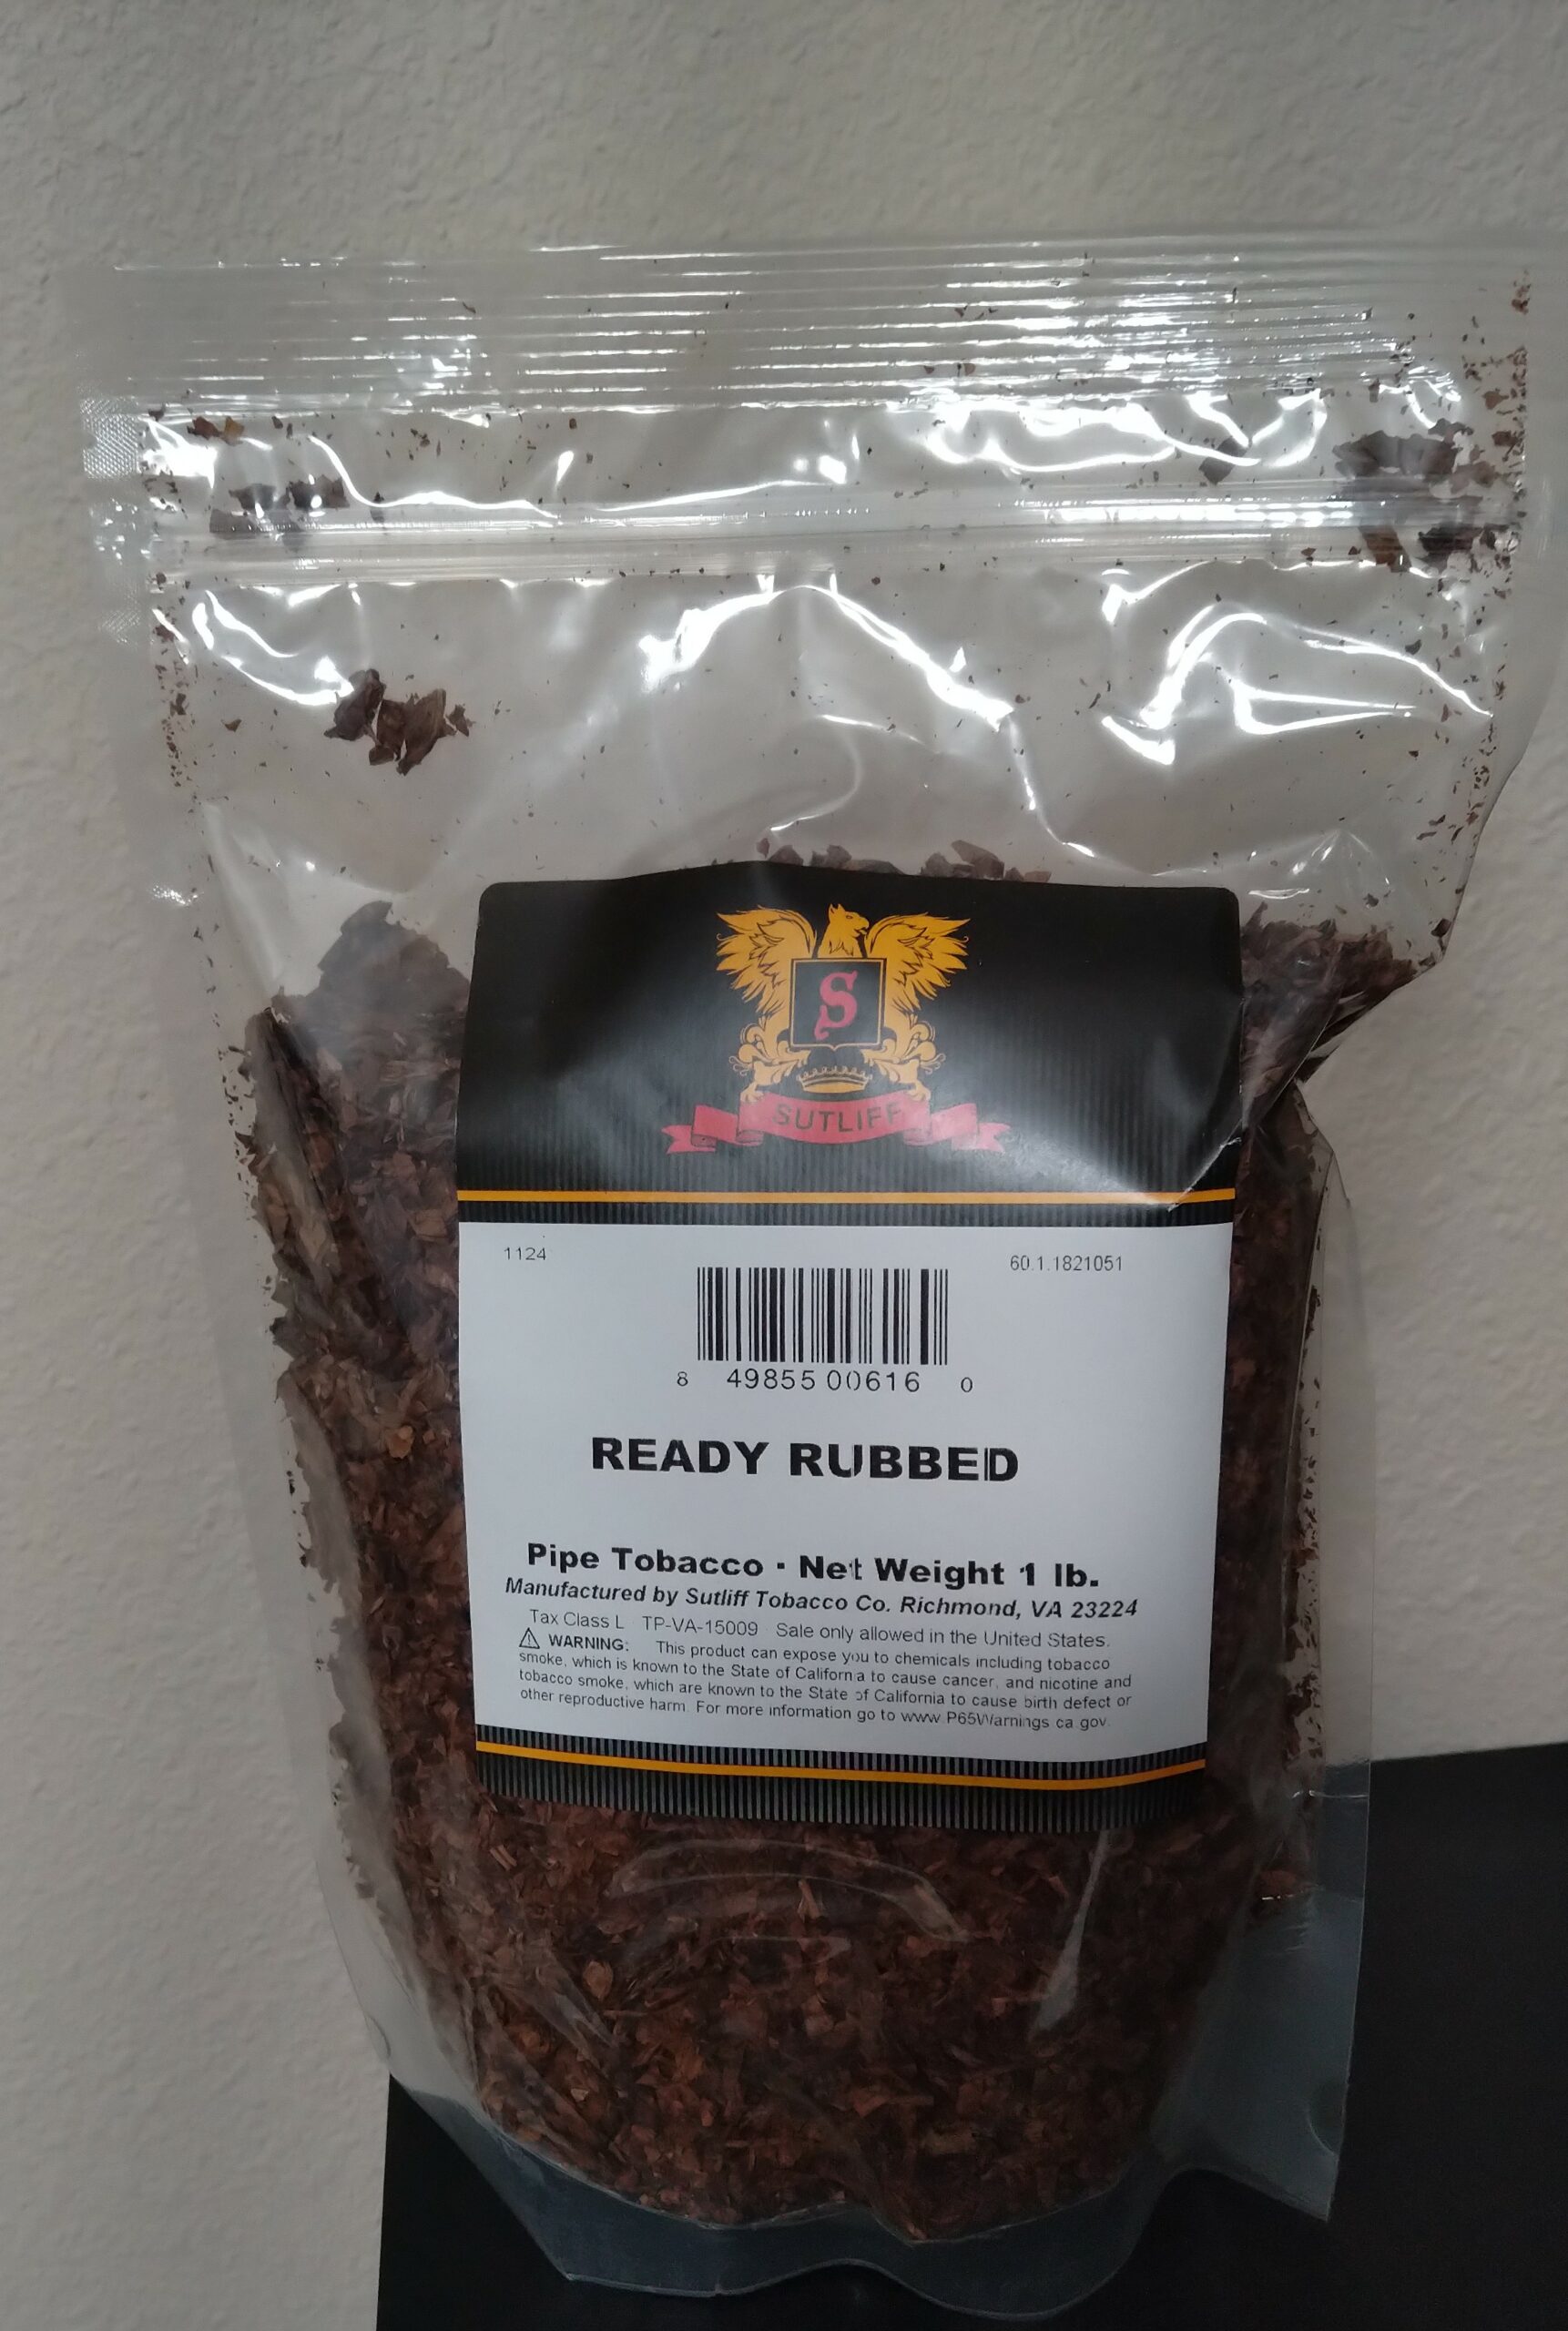 S
SUTLIFF
1124 60.1.1821051
8 49855 00616 0
READY RUBBED
Pipe Tobacco · Net Weight 1 lb.
Manufactured by Sutliff Tobacco Co. Richmond, VA 23224
Tax Class L TP-VA-15009 Sale only allowed in the United States.
⚠ WARNING: This product can expose you to chemicals including tobacco
smoke, which is known to the State of California to cause cancer, and nicotine and
tobacco smoke, which are known to the State of California to cause birth defect or
other reproductive harm. For more information go to www.P65Warnings.ca.gov.